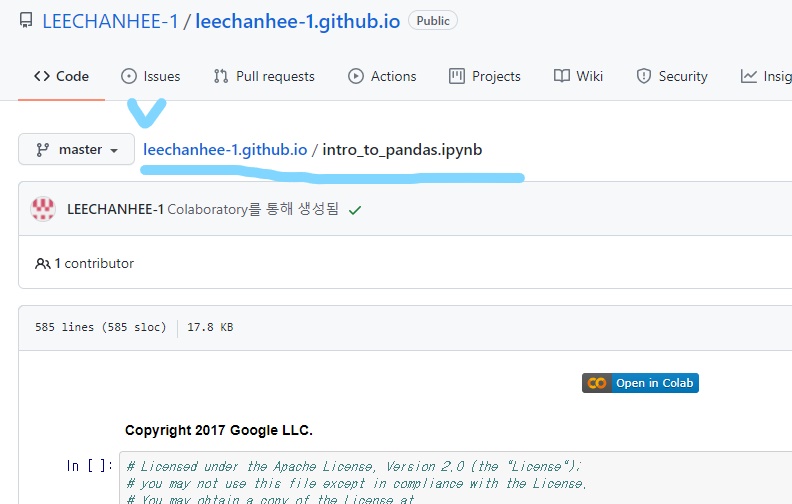 LEECHANHEE-1 / leechanhee-1.github.io Public
Code Issues Pull requests Actions Projects Wiki Security Insig
master leechanhee-1.github.io / intro_to_pandas.ipynb
LEECHANHEE-1 Colaboratory를 통해 생성됨
1 contributor
585 lines (585 sloc) 17.8 KB
Open in Colab
Copyright 2017 Google LLC.
In [ ]: # Licensed under the Apache License, Version 2.0 (the "License");
# you may not use this file except in compliance with the License.
# You may obtain a copy of the License at